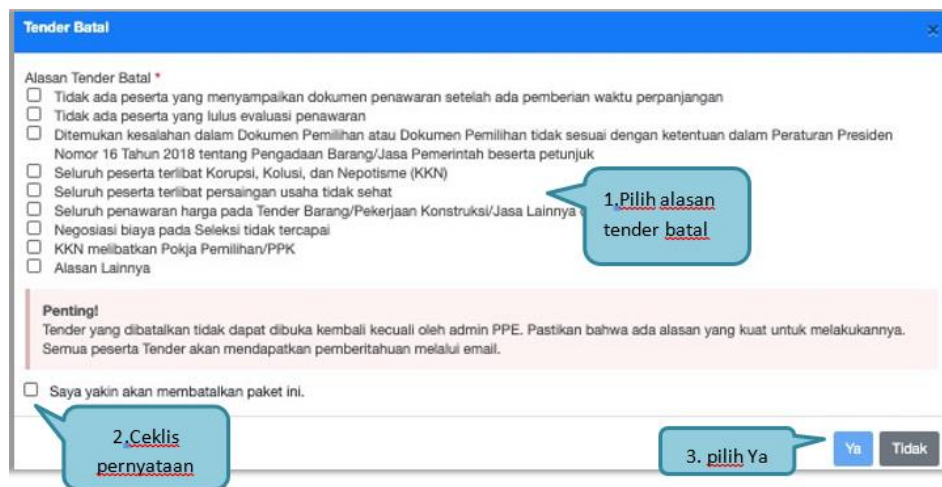 Tender Batal
×
Alasan Tender Batal *
Tidak ada peserta yang menyampaikan dokumen penawaran setelah ada pemberian waktu perpanjangan
Tidak ada peserta yang lulus evaluasi penawaran
Ditemukan kesalahan dalam Dokumen Pemilihan atau Dokumen Pemilihan tidak sesuai dengan ketentuan dalam Peraturan Presiden
Nomor 16 Tahun 2018 tentang Pengadaan Barang/Jasa Pemerintah beserta petunjuk
Seluruh peserta terlibat Korupsi, Kolusi, dan Nepotisme (KKN)
Seluruh peserta terlibat persaingan usaha tidak sehat
Seluruh penawaran harga pada Tender Barang/Pekerjaan Konstruksi/Jasa Lainnya
Negosiasi biaya pada Seleksi tidak tercapai
KKN melibatkan Pokja Pemilihan/PPK
Alasan Lainnya
1.Pilih alasan
tender batal
Penting!
Tender yang dibatalkan tidak dapat dibuka kembali kecuali oleh admin PPE. Pastikan bahwa ada alasan yang kuat untuk melakukannya.
Semua peserta Tender akan mendapatkan pemberitahuan melalui email.
Saya yakin akan membatalkan paket ini.
2.Ceklis
pernyataan
3. pilih Ya
Ya
Tidak